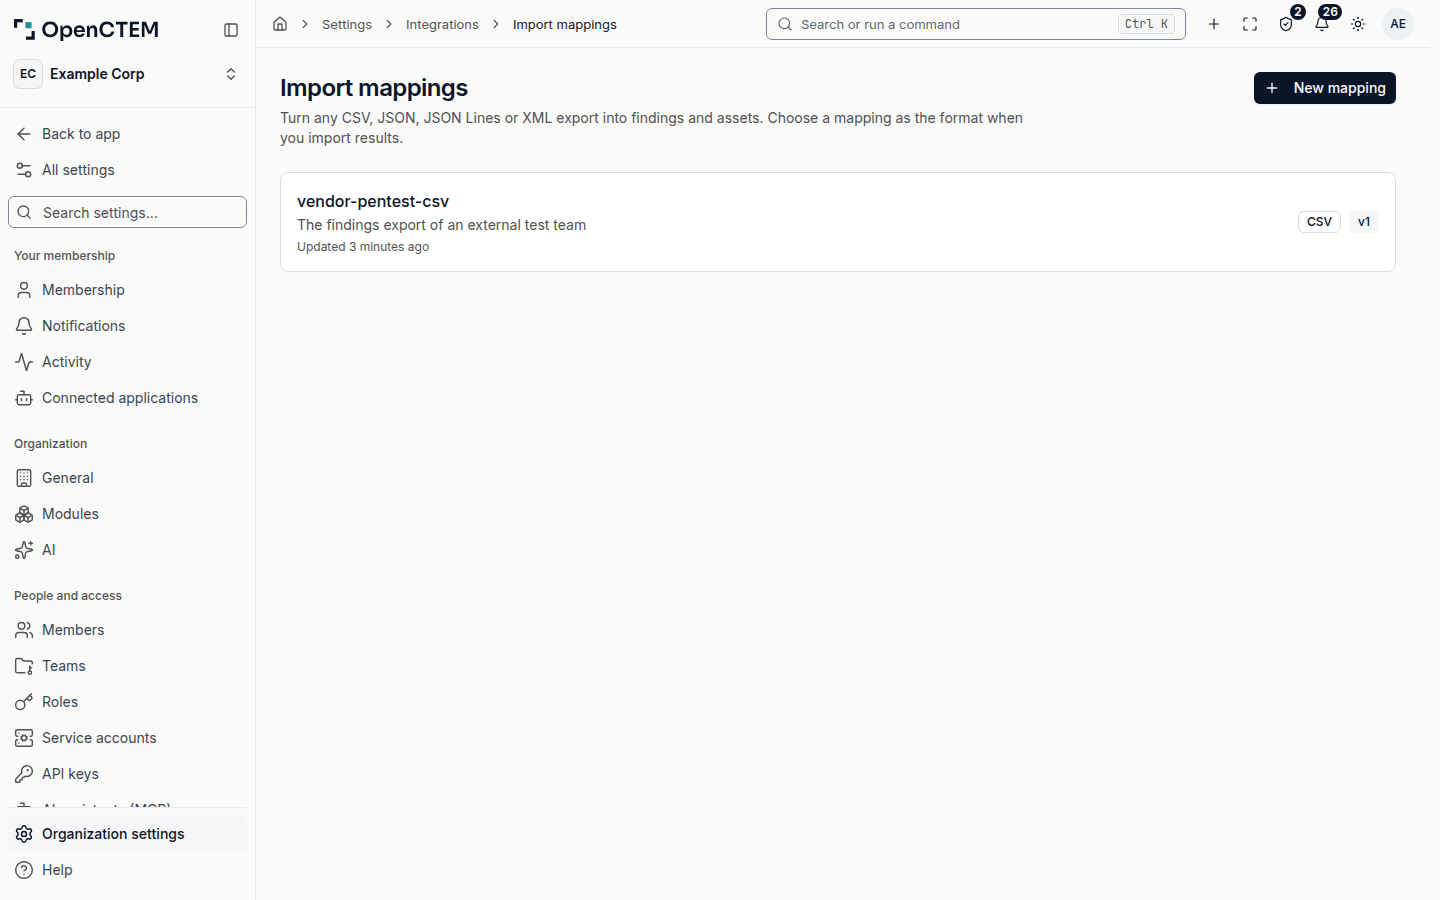 OpenCTEM
EC Example Corp
Back to app
All settings
Search settings...
Your membership
Membership
Notifications
Activity
Connected applications
Organization
General
Modules
AI
People and access
Members
Teams
Roles
Service accounts
API keys
Organization settings
Help
Settings Integrations Import mappings
Search or run a command Ctrl K
2
26
AE
Import mappings
New mapping
Turn any CSV, JSON, JSON Lines or XML export into findings and assets. Choose a mapping as the format when
you import results.
vendor-pentest-csv
The findings export of an external test team
Updated 3 minutes ago
CSV v1